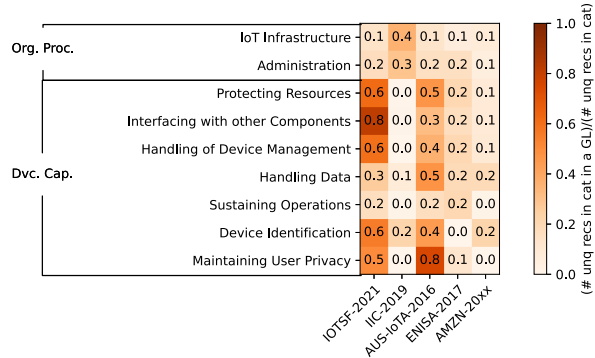 Org. Proc.
IoT Infrastructure 0.1 0.4 0.1 0.1 0.1
Administration 0.2 0.3 0.2 0.2 0.1
Dvc. Cap.
Protecting Resources 0.6 0.0 0.5 0.2 0.1
Interfacing with other Components 0.8 0.0 0.3 0.2 0.1
Handling of Device Management 0.6 0.0 0.4 0.2 0.1
Handling Data 0.3 0.1 0.5 0.2 0.2
Sustaining Operations 0.2 0.0 0.2 0.2 0.0
Device Identification 0.6 0.2 0.4 0.0 0.2
Maintaining User Privacy 0.5 0.0 0.8 0.1 0.0
IOTSF-2021
IIC-2019
AUS-IoTA-2016
ENISA-2017
AMZN-20xx
1.0
0.8
0.6
0.4
0.2
0.0
(# unq recs in cat in a GL)/(# unq recs in cat)